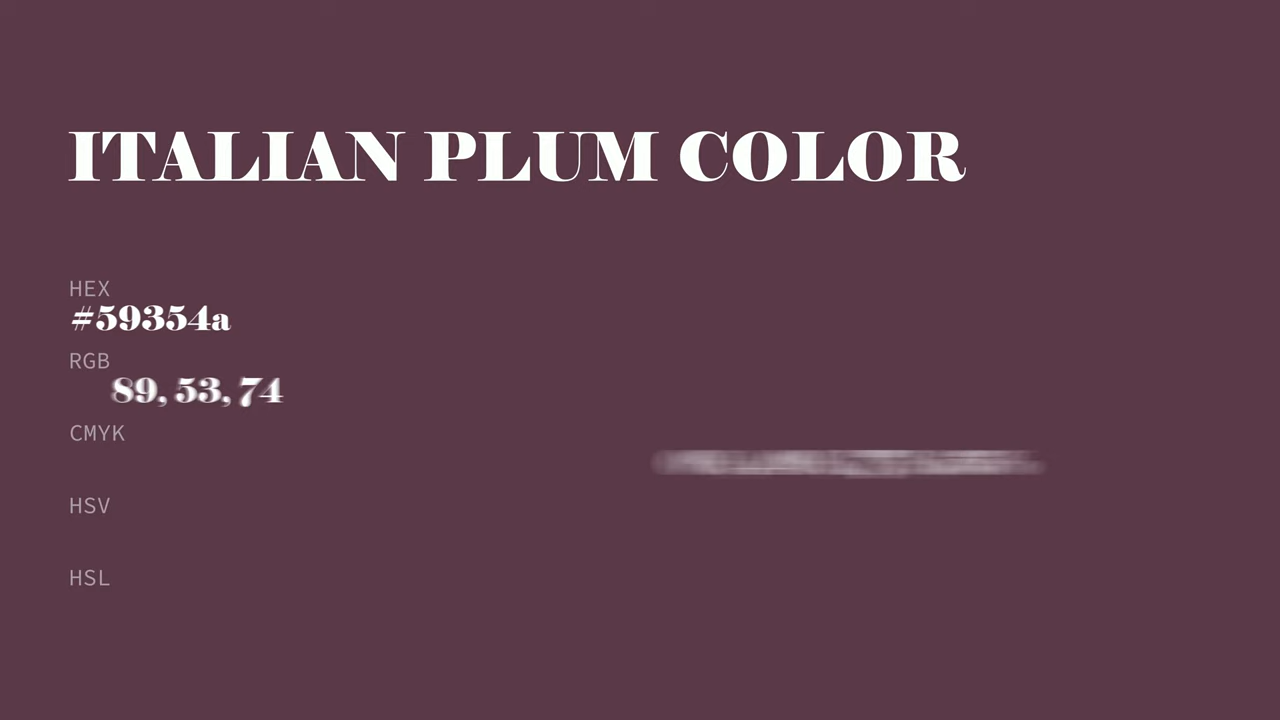 ITALIAN PLUM COLOR
HEX
#59354a
RGB
89, 53, 74
CMYK
HSV
HSL